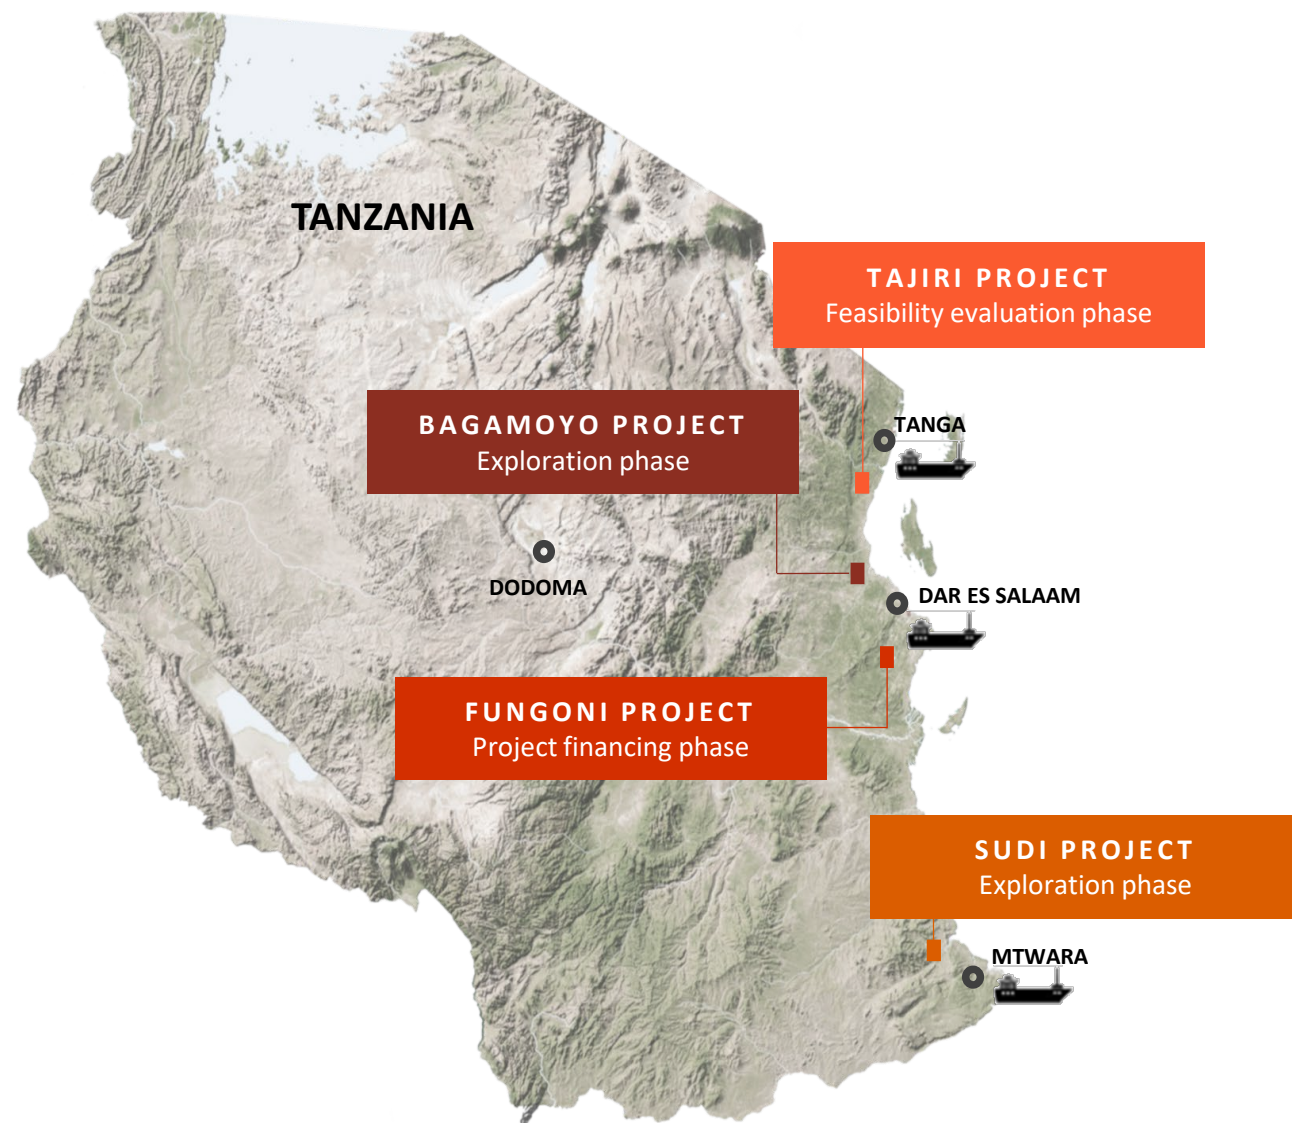 TANZANIA
TAJIRI PROJECT
Feasibility evaluation phase
BAGAMOYO PROJECT
Exploration phase
TANGA
DODOMA
DAR ES SALAAM
FUNGONI PROJECT
Project financing phase
SUDI PROJECT
Exploration phase
MTWARA